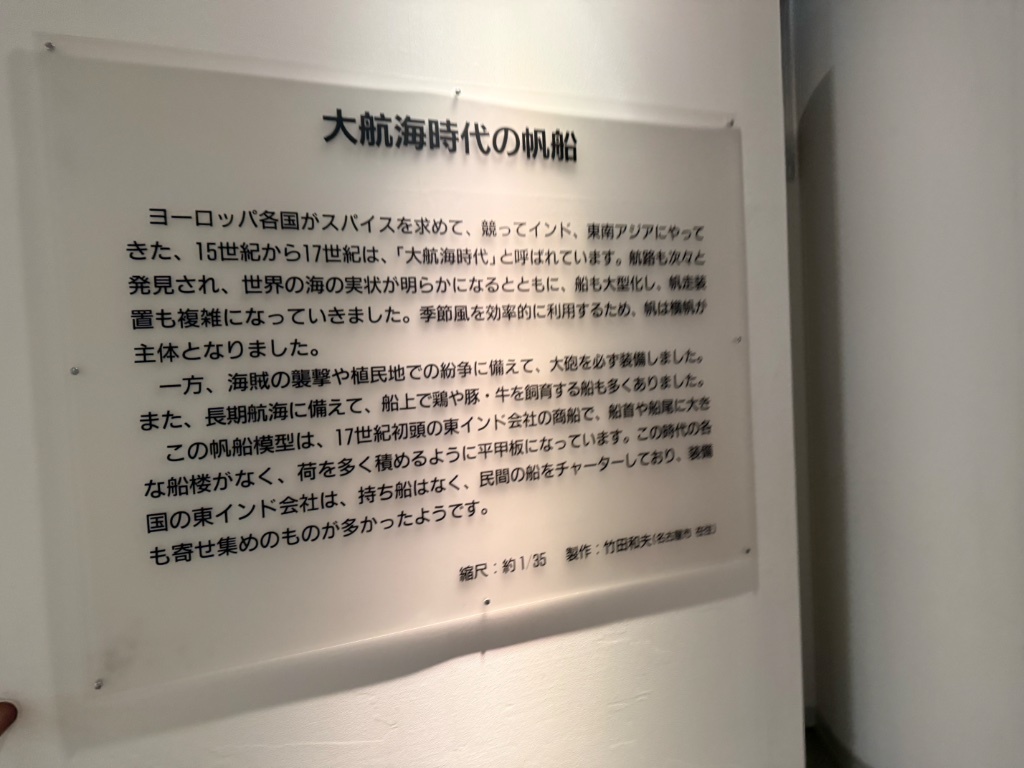 大航海時代の帆船
ヨーロッパ各国がスパイスを求めて、競ってインド、東南アジアにやって
きた、15世紀から17世紀は、「大航海時代」と呼ばれています。航路も次々と
発見され、世界の海の実状が明らかになるとともに、船も大型化し、帆走装
置も複雑になっていきました。季節風を効率的に利用するため、帆は横帆が
主体となりました。
一方、海賊の襲撃や植民地での紛争に備えて、大砲を必ず装備しました。
また、長期航海に備えて、船上で鶏や豚・牛を飼育する船も多くありました。
この帆船模型は、17世紀初頭の東インド会社の商船で、船首や船尾に大き
な船楼がなく、荷を多く積めるように平甲板になっています。この時代の各
国の東インド会社は、持ち船はなく、民間の船をチャーターしており、装備
も寄せ集めのものが多かったようです。
縮尺：約1/35 製作：竹田和夫（名古屋市 在住）